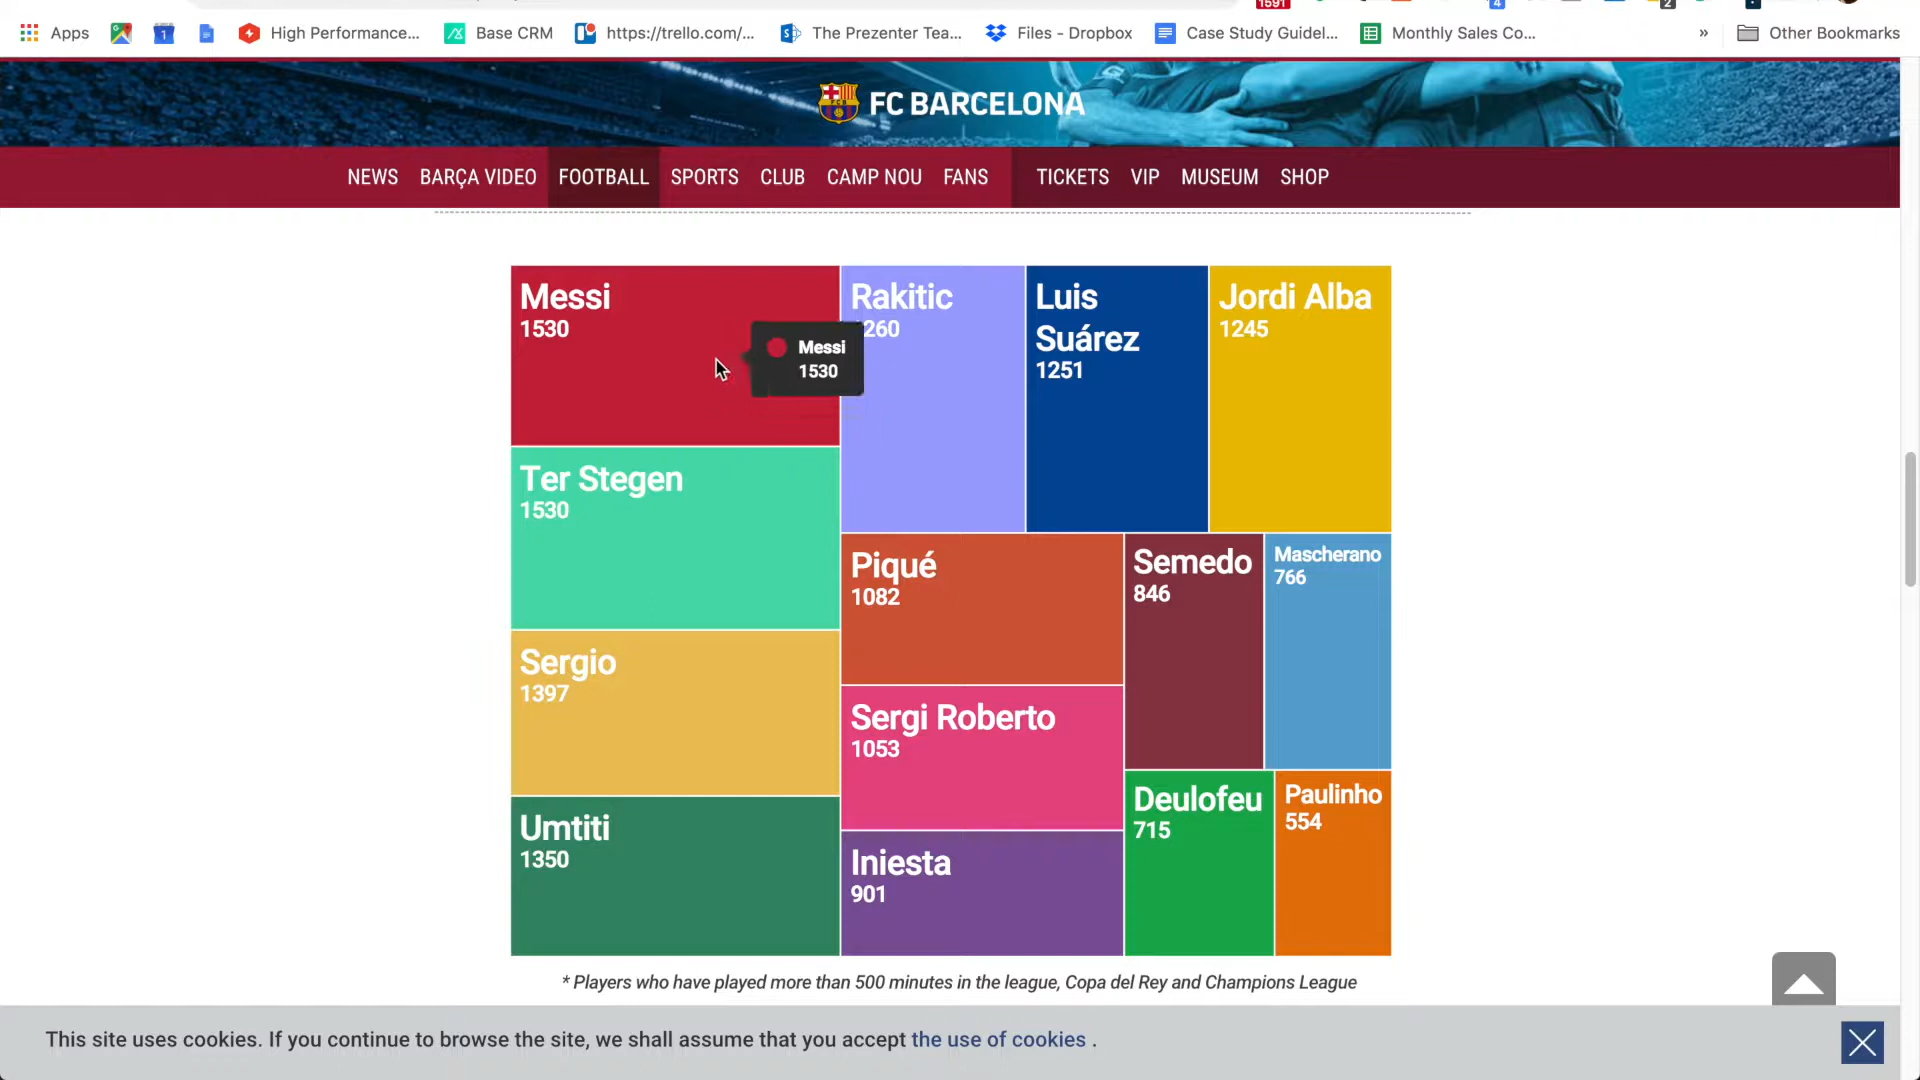 1591
4
2
Apps
1
High Performance...
Base CRM
https://trello.com/...
The Prezenter Tea...
Files - Dropbox
Case Study Guidel...
Monthly Sales Co...
»
Other Bookmarks
FC BARCELONA
NEWS
BARÇA VIDEO
FOOTBALL
SPORTS
CLUB
CAMP NOU
FANS
TICKETS
VIP
MUSEUM
SHOP
Messi
1530
Messi
1530
Rakitic
260
Luis
Suárez
1251
Jordi Alba
1245
Ter Stegen
1530
Piqué
1082
Semedo
846
Mascherano
766
Sergio
1397
Sergi Roberto
1053
Deulofeu
715
Paulinho
554
Umtiti
1350
Iniesta
901
* Players who have played more than 500 minutes in the league, Copa del Rey and Champions League
This site uses cookies. If you continue to browse the site, we shall assume that you accept the use of cookies .